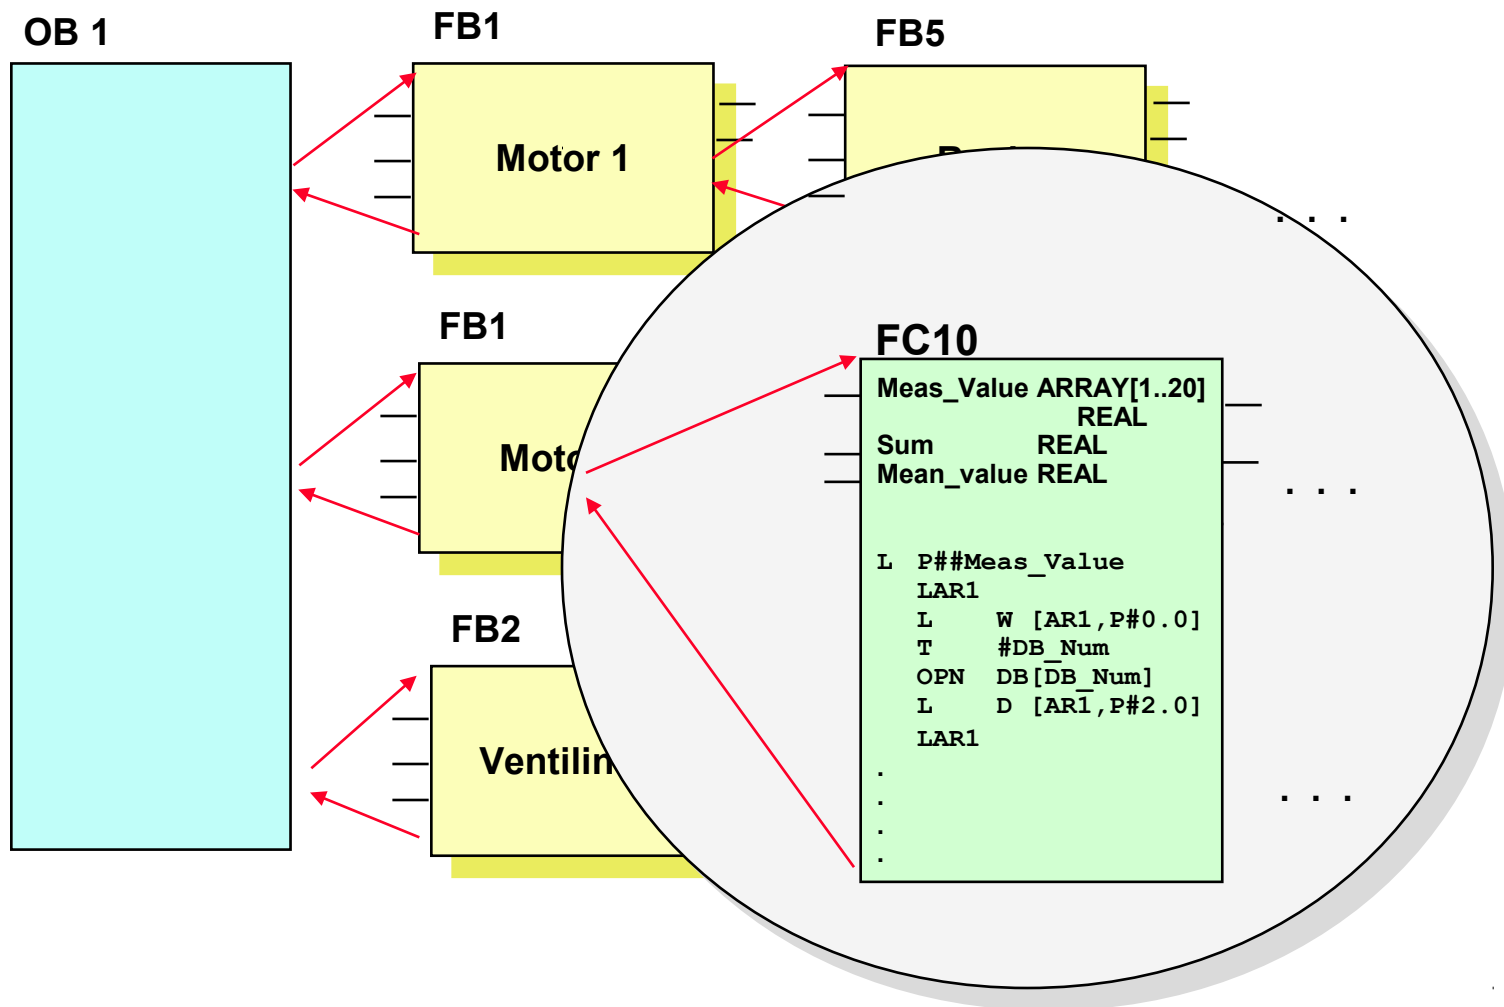 OB 1
FB1
FB5
Motor 1
. . .
FB1
FC10
Meas_Value ARRAY[1..20]
REAL
Sum REAL
Mean_value REAL
. . .
L P##Meas_Value
LAR1
L W [AR1,P#0.0]
T #DB_Num
OPN DB[DB_Num]
L D [AR1,P#2.0]
LAR1
.
.
.
.
FB2
. . .